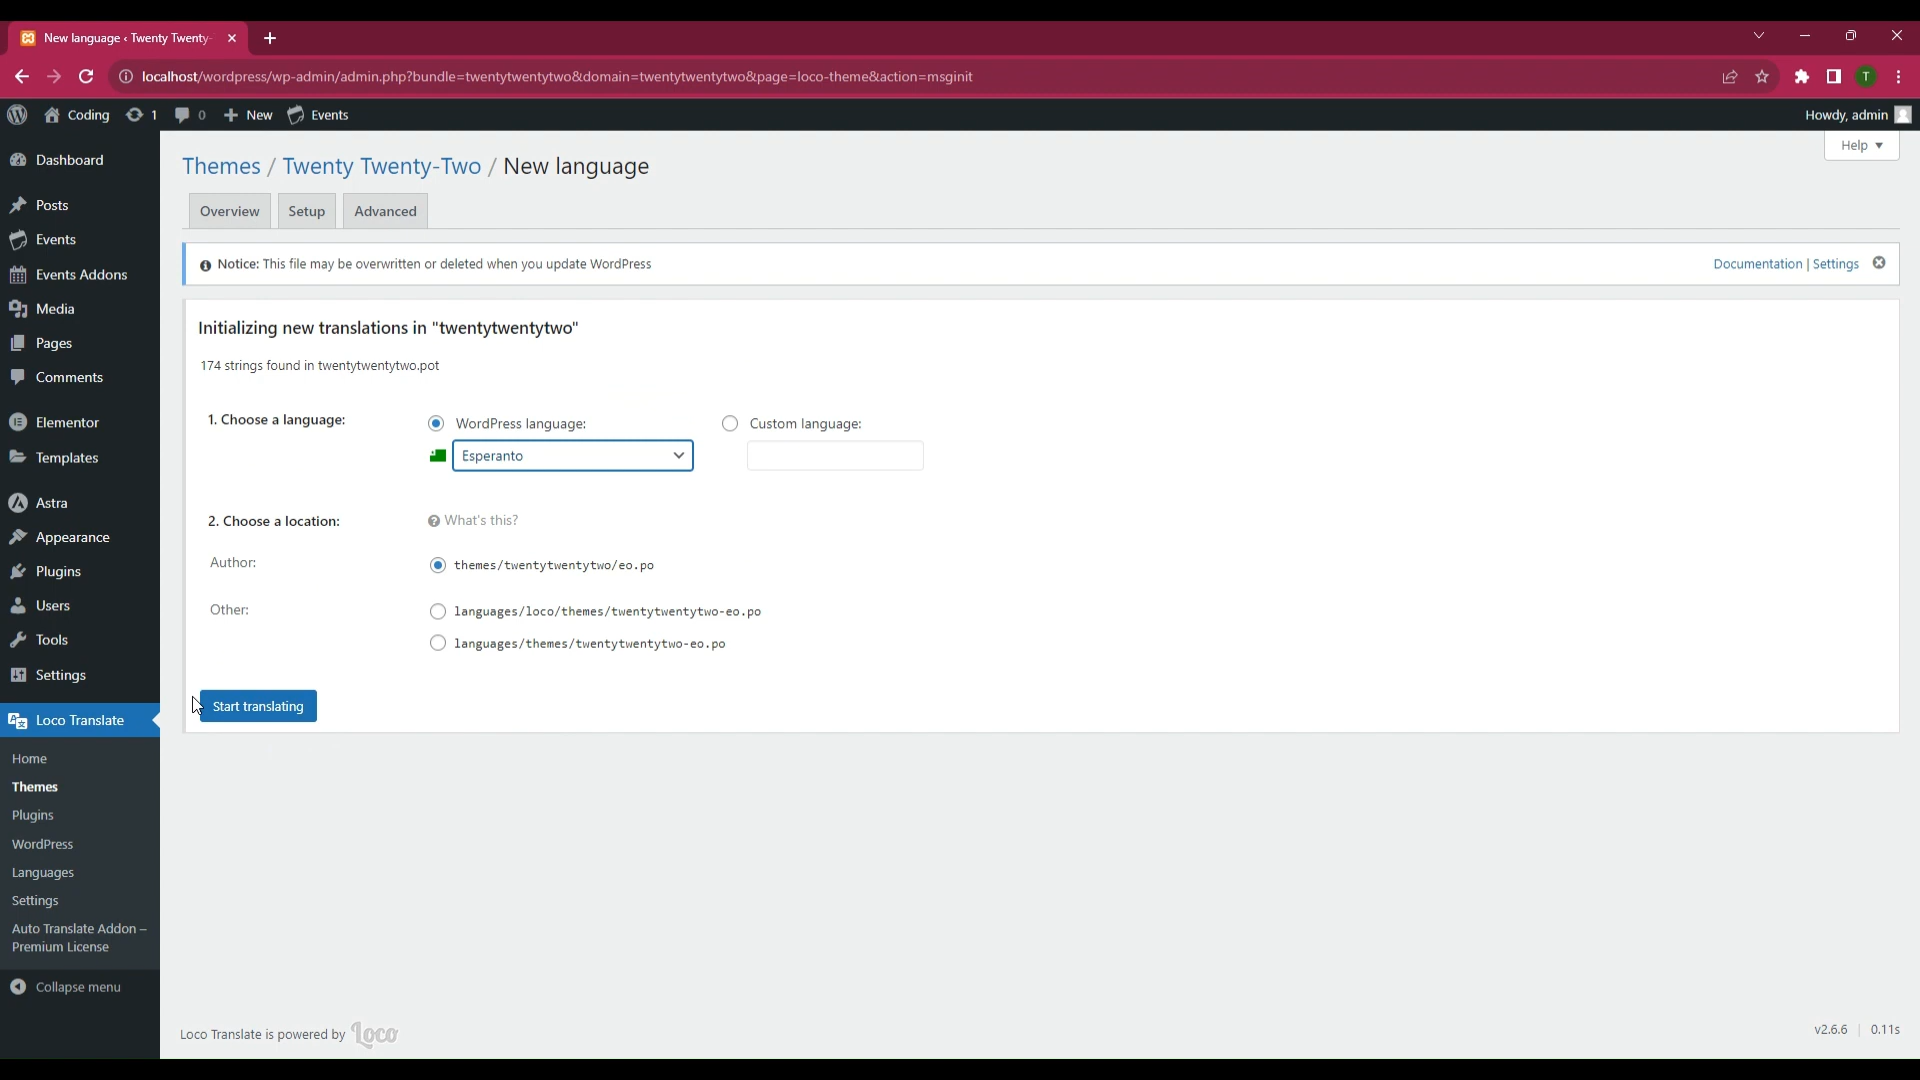 New language ‹ Twenty Twenty-
localhost/wordpress/wp-admin/admin.php?bundle=twentytwentytwo&domain=twentytwentytwo&page=loco-theme&action=msginit
T
Coding 1 0 New Events
Howdy, admin
Help
Dashboard
Posts
Events
Events Addons
Media
Pages
Comments
Elementor
Templates
Astra
Appearance
Plugins
Users
Tools
Settings
Loco Translate
Home
Themes
Plugins
WordPress
Languages
Settings
Auto Translate Addon –
Premium License
Collapse menu
Themes / Twenty Twenty-Two / New language
Overview Setup Advanced
Notice: This file may be overwritten or deleted when you update WordPress
Documentation | Settings
Initializing new translations in "twentytwentytwo"
174 strings found in twentytwentytwo.pot
1. Choose a language:
WordPress language:
Custom language:
Esperanto
2. Choose a location:
What's this?
Author:
themes/twentytwentytwo/eo.po
Other:
languages/loco/themes/twentytwentytwo-eo.po
languages/themes/twentytwentytwo-eo.po
Start translating
Loco Translate is powered by Loco
v2.6.6 | 0.11s